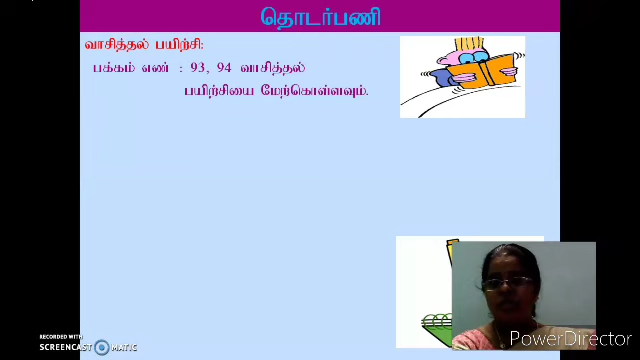 தொடர்பணி
வாசித்தல் பயிற்சி:
பக்கம் எண் : 93, 94 வாசித்தல்
பயிற்சியை மேற்கொள்ளவும்.
PowerDirector
RECORDED WITH
SCREENCAST MATIC